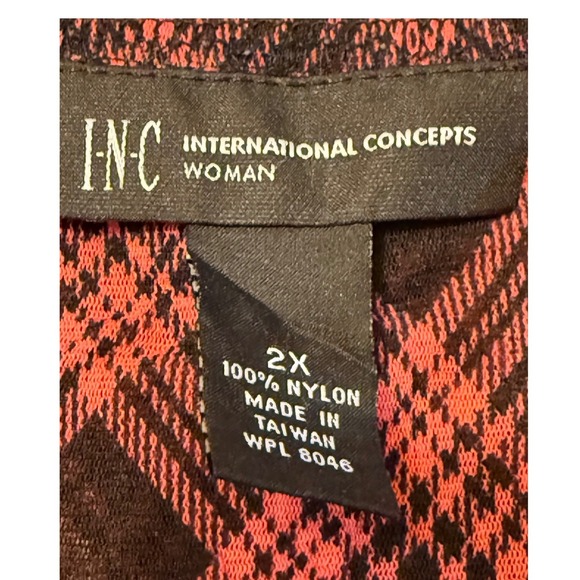 I-N-C INTERNATIONAL CONCEPTS
WOMAN
2X
100% NYLON
MADE IN
TAIWAN
WPL 8046